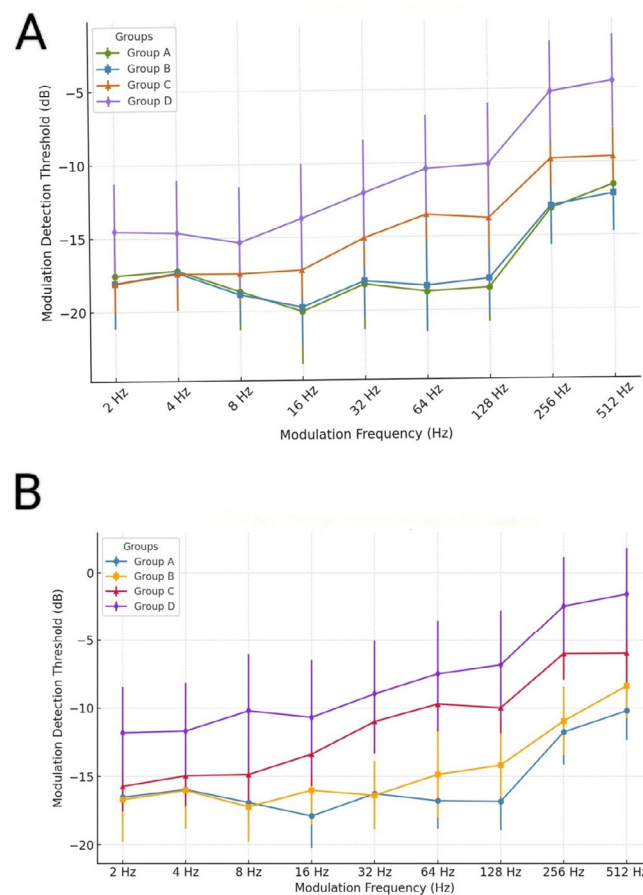 A
Groups
Group A
Group B
Group C
Group D
Modulation Detection Threshold (dB)
−5
−10
−15
−20
2 Hz
4 Hz
8 Hz
16 Hz
32 Hz
64 Hz
128 Hz
256 Hz
512 Hz
Modulation Frequency (Hz)
B
Groups
Group A
Group B
Group C
Group D
Modulation Detection Threshold (dB)
0
−5
−10
−15
−20
2 Hz
4 Hz
8 Hz
16 Hz
32 Hz
64 Hz
128 Hz
256 Hz
512 Hz
Modulation Frequency (Hz)